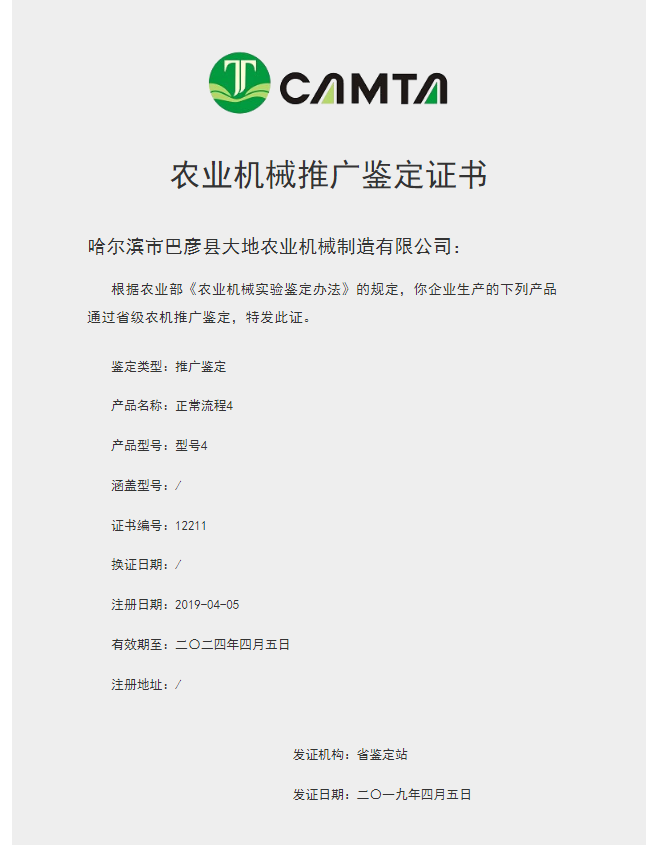 CAMTA
农业机械推广鉴定证书
哈尔滨市巴彦县大地农业机械制造有限公司：
根据农业部《农业机械实验鉴定办法》的规定，你企业生产的下列产品
通过省级农机推广鉴定，特发此证。
鉴定类型：推广鉴定
产品名称：正常流程4
产品型号：型号4
涵盖型号：/
证书编号：12211
换证日期：/
注册日期：2019-04-05
有效期至：二〇二四年四月五日
注册地址：/
发证机构：省鉴定站
发证日期：二〇一九年四月五日